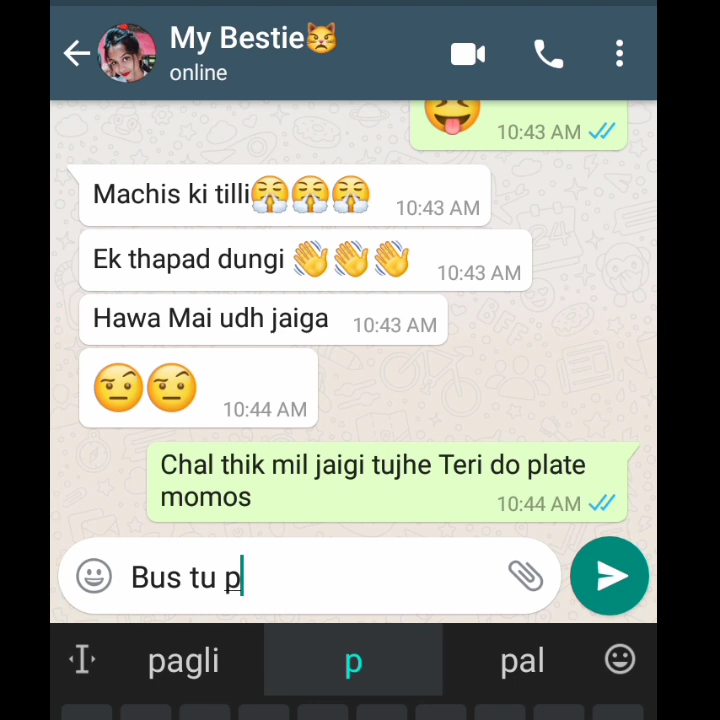 My Bestie😾
online
😝
10:43 AM
Machis ki tilli😤😤😤 10:43 AM
Ek thapad dungi 👋👋👋 10:43 AM
Hawa Mai udh jaiga 10:43 AM
🤨🤨 10:44 AM
Chal thik mil jaigi tujhe Teri do plate
momos 10:44 AM
Bus tu p
pagli p pal